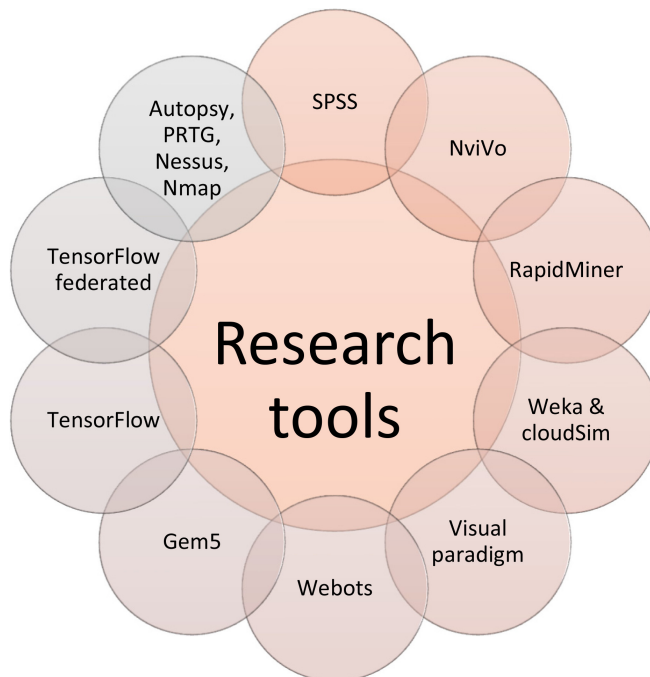 Research
tools
SPSS
NviVo
RapidMiner
Weka &
cloudSim
Visual
paradigm
Webots
Gem5
TensorFlow
TensorFlow
federated
Autopsy,
PRTG,
Nessus,
Nmap